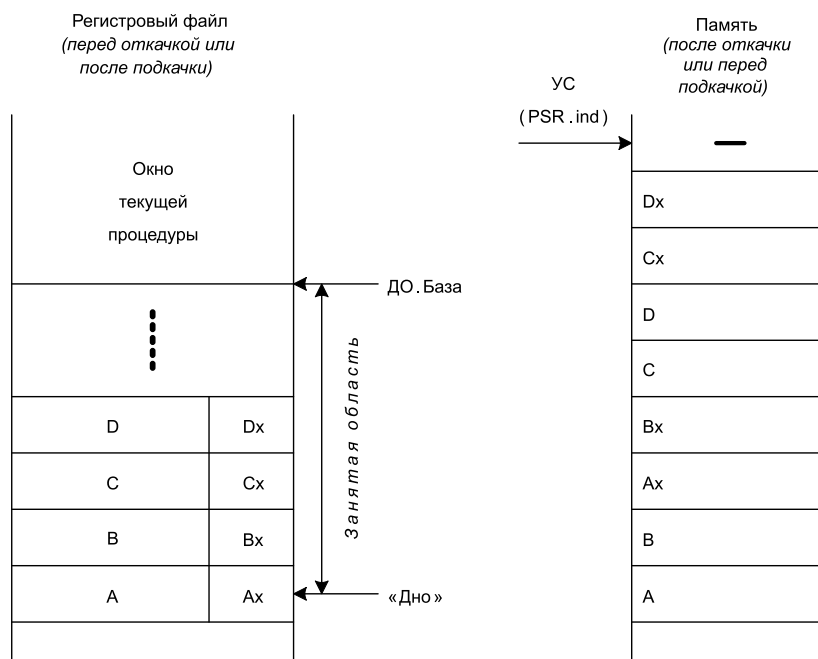 Регистровый файл
(перед откачкой или
после подкачки)
Память
(после откачки
или перед
подкачкой)
УС
(PSR.ind)
Окно
текущей
процедуры
ДО.База
Занятая область
D Dx
C Cx
B Bx
A Ax
«Дно»
Dx
Cx
D
C
Bx
Ax
B
A